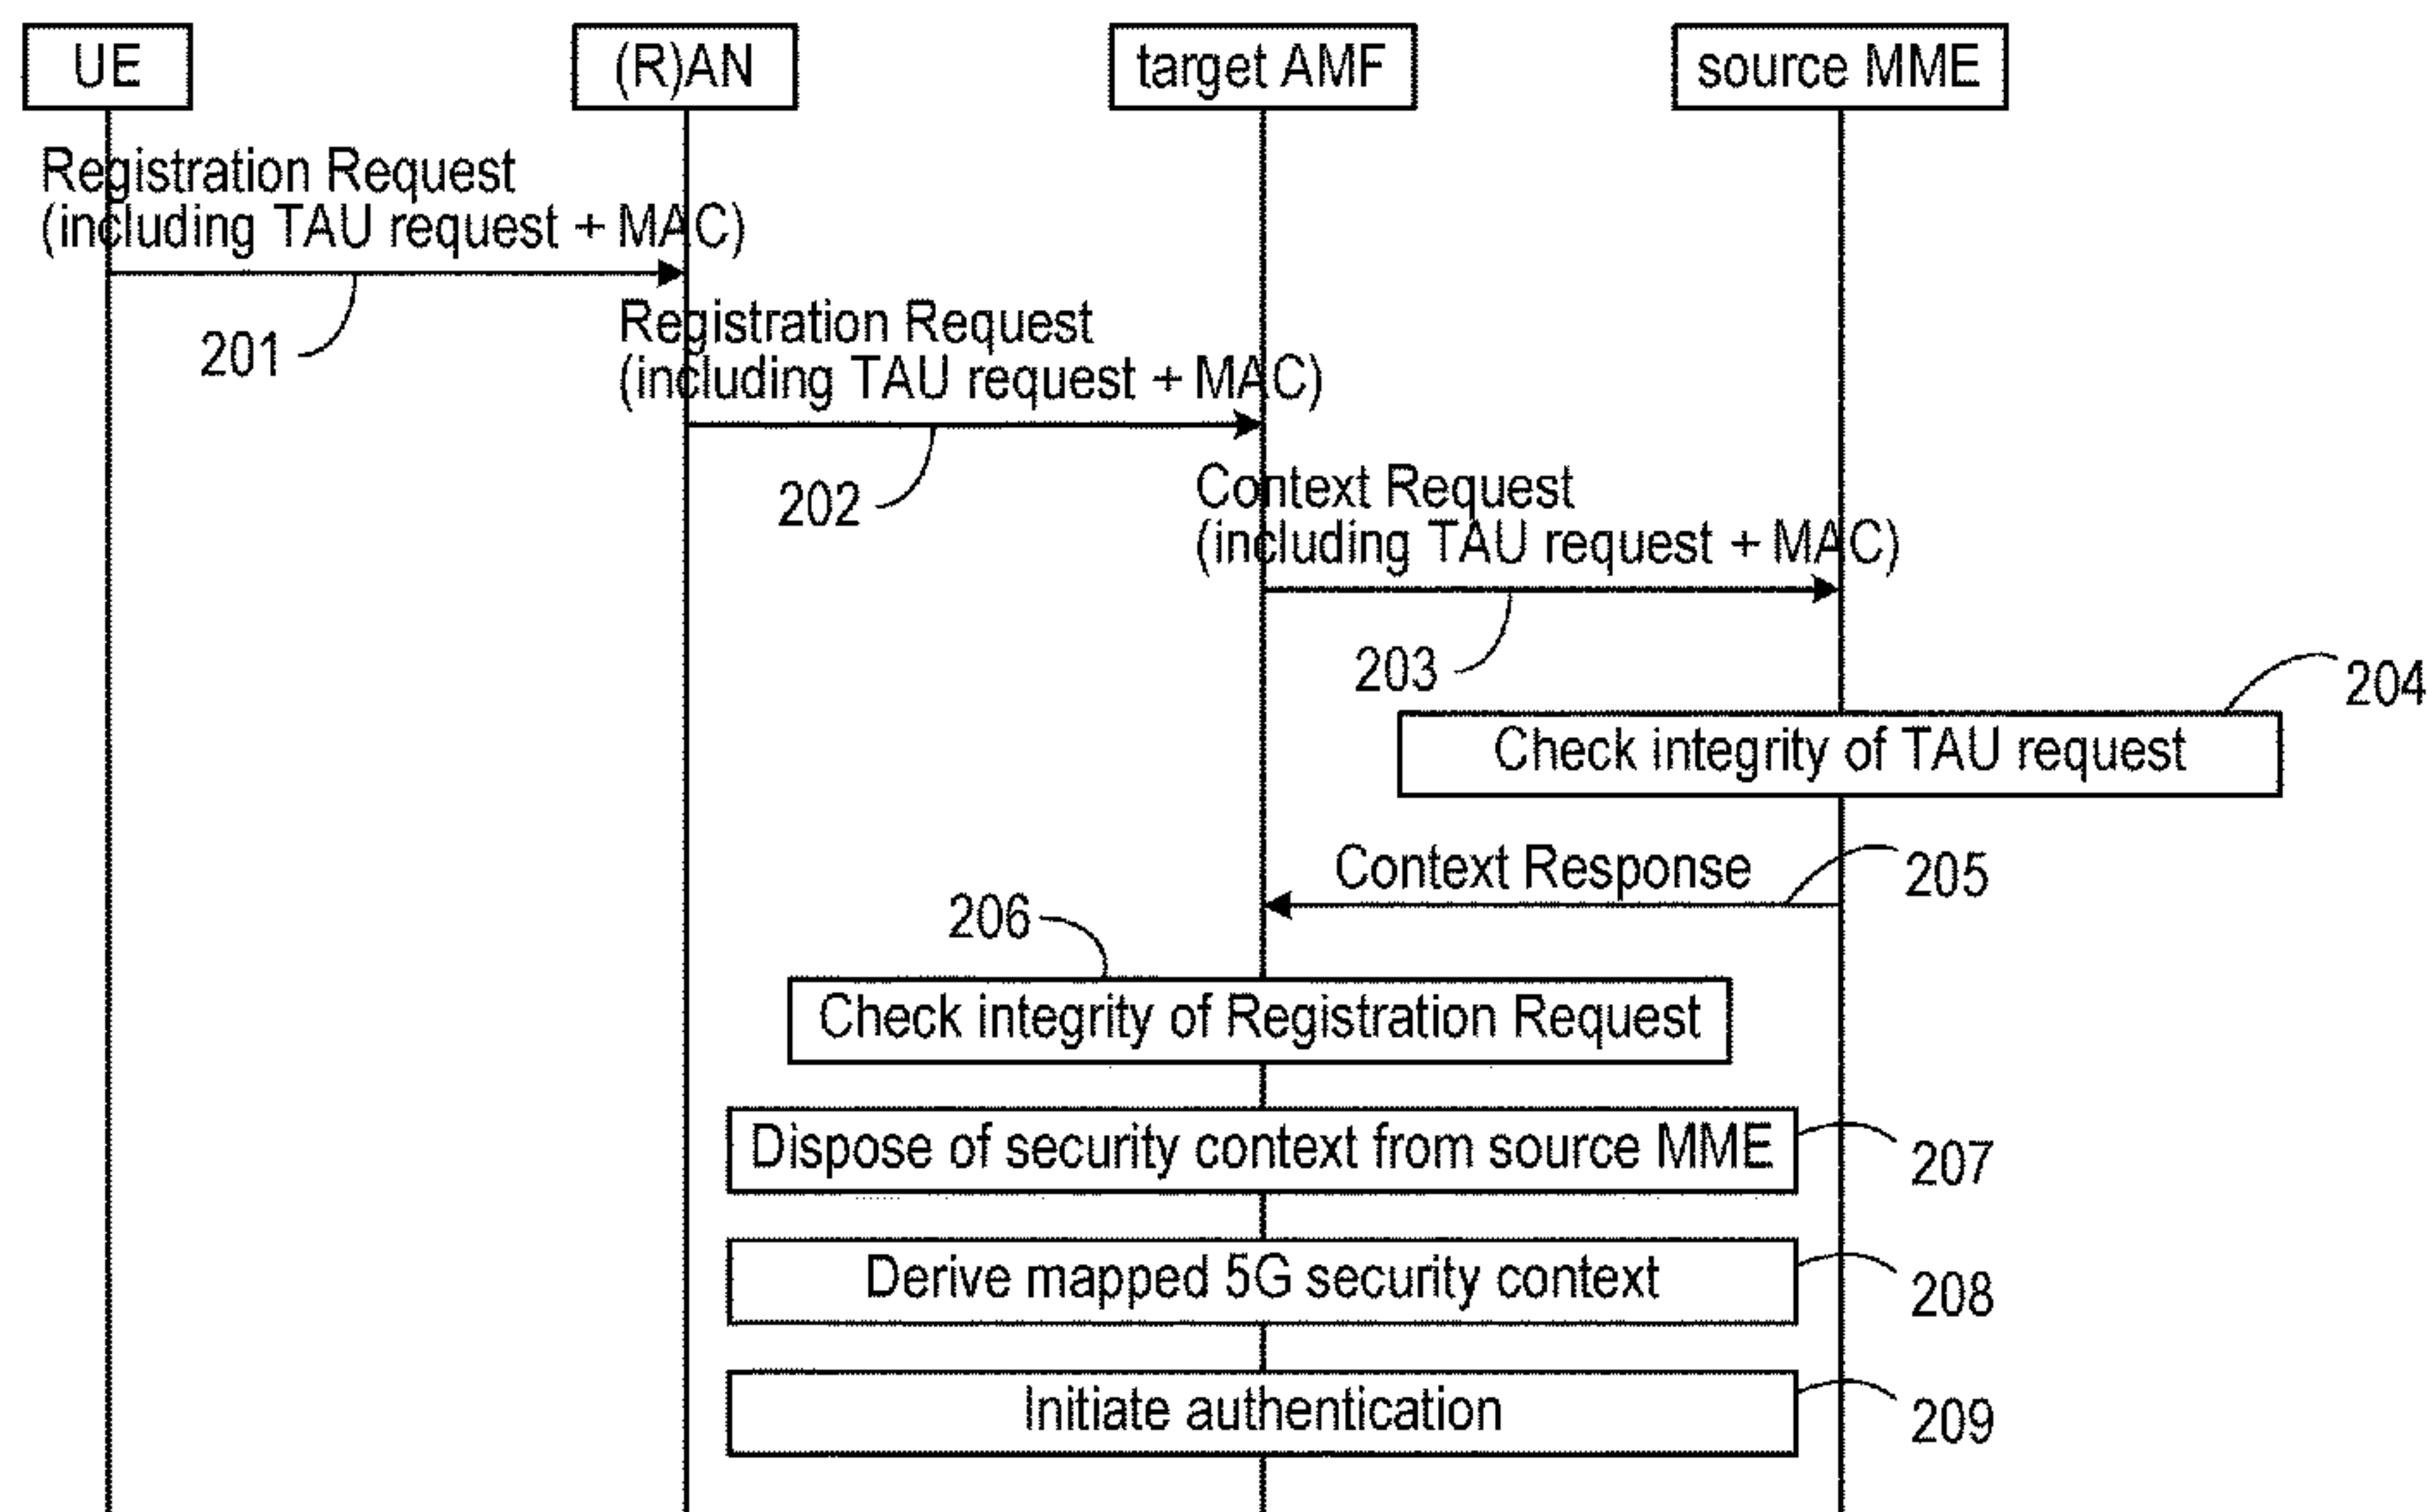 UE
(R)AN
target AMF
source MME
Registration Request
(including TAU request + MAC)
201
Registration Request
(including TAU request + MAC)
202
Context Request
(including TAU request + MAC)
203
204
Check integrity of TAU request
Context Response
205
206
Check integrity of Registration Request
Dispose of security context from source MME
207
Derive mapped 5G security context
208
Initiate authentication
209